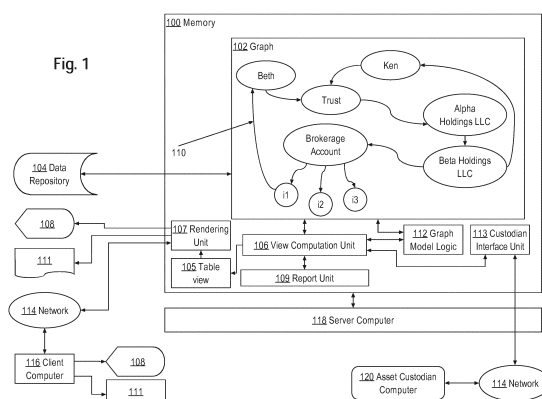 100 Memory
102 Graph
Fig. 1
Ken
Beth
Trust
Alpha
Holdings LLC
110
Brokerage
Account
Beta Holdings
LLC
104 Data
Repository
i1
i2
i3
108
107 Rendering
Unit
106 View Computation Unit
112 Graph
Model Logic
113 Custodian
Interface Unit
111
105 Table
view
109 Report Unit
114 Network
118 Server Computer
116 Client
Computer
108
111
120 Asset Custodian
Computer
114 Network